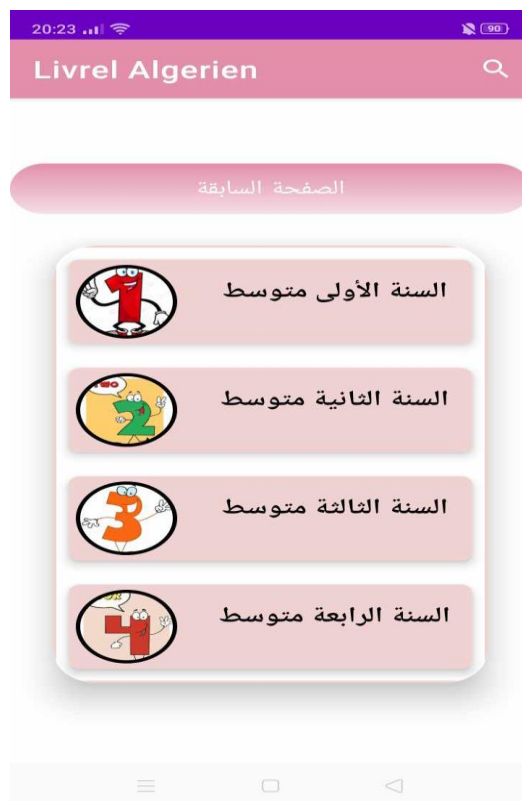 20:23
90
Livrel Algerien
الصفحة السابقة
السنة الأولى متوسط
السنة الثانية متوسط
TWO
السنة الثالثة متوسط
السنة الرابعة متوسط